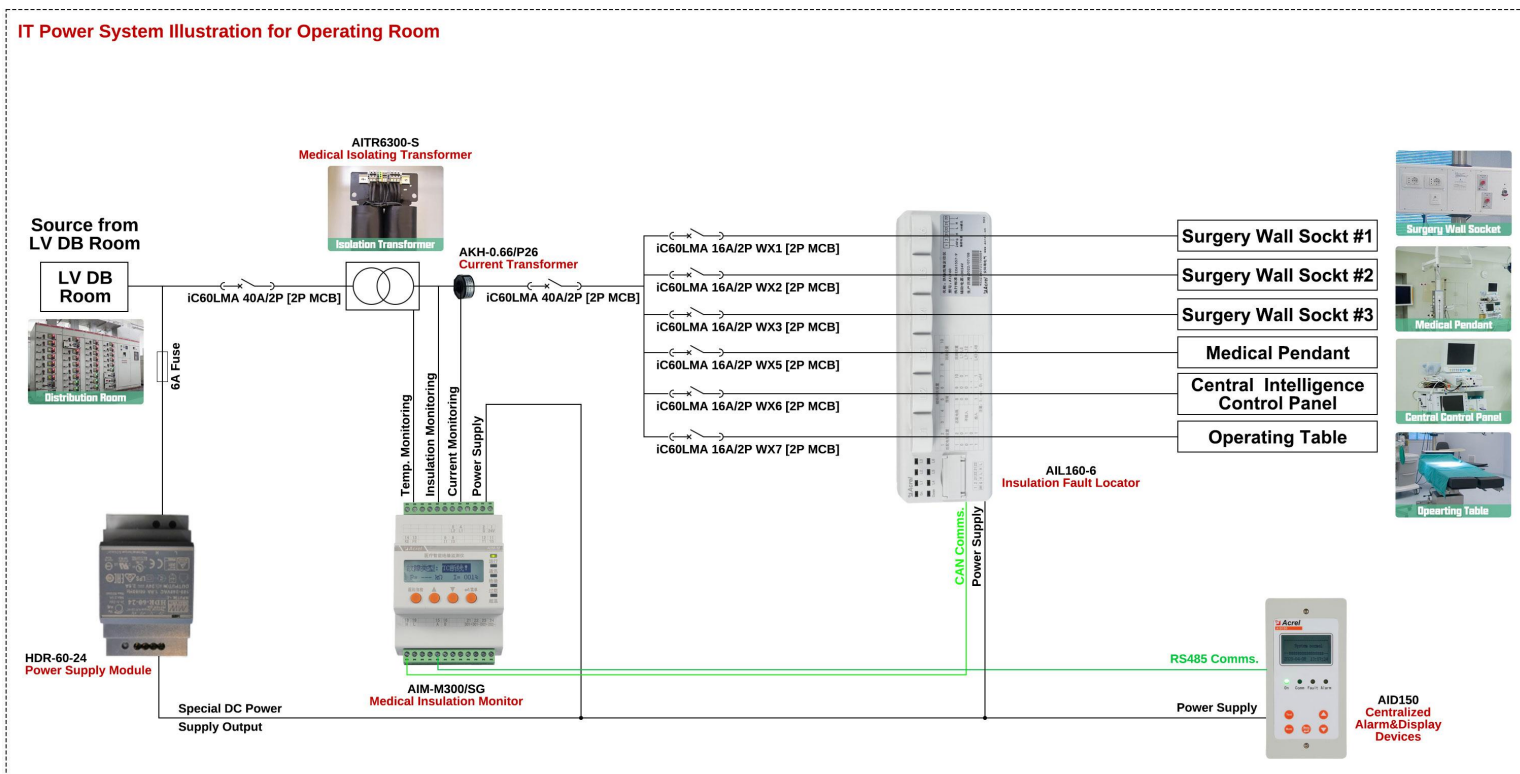 IT Power System Illustration for Operating Room
AITR6300-S
Medical Isolating Transformer
Isolation Transformer
Source from
LV DB Room
LV DB
Room
Distribution Room
iC60LMA 40A/2P [2P MCB]
6A Fuse
AKH-0.66/P26
Current Transformer
iC60LMA 40A/2P [2P MCB]
iC60LMA 16A/2P WX1 [2P MCB]
iC60LMA 16A/2P WX2 [2P MCB]
iC60LMA 16A/2P WX3 [2P MCB]
iC60LMA 16A/2P WX5 [2P MCB]
iC60LMA 16A/2P WX6 [2P MCB]
iC60LMA 16A/2P WX7 [2P MCB]
Surgery Wall Sockt #1
Surgery Wall Sockt #2
Surgery Wall Sockt #3
Medical Pendant
Central Intelligence
Control Panel
Operating Table
Surgery Wall Socket
Medical Pendant
Central Control Panel
Opearting Table
Temp. Monitoring
Insulation Monitoring
Current Monitoring
Power Supply
AIL160-6
Insulation Fault Locator
CAN Comms.
Power Supply
HDR-60-24
Power Supply Module
AIM-M300/SG
Medical Insulation Monitor
Special DC Power
Supply Output
RS485 Comms.
Power Supply
Acrel
On Comm Fault Alarm
AID150
Centralized
Alarm&Display
Devices